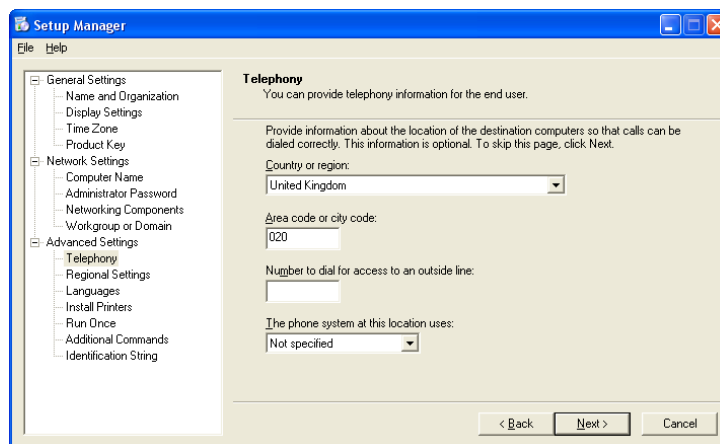 Setup Manager
File Help
General Settings
Name and Organization
Display Settings
Time Zone
Product Key
Network Settings
Computer Name
Administrator Password
Networking Components
Workgroup or Domain
Advanced Settings
Telephony
Regional Settings
Languages
Install Printers
Run Once
Additional Commands
Identification String
Telephony
You can provide telephony information for the end user.
Provide information about the location of the destination computers so that calls can be
dialed correctly. This information is optional. To skip this page, click Next.
Country or region:
United Kingdom
Area code or city code:
020
Number to dial for access to an outside line:
The phone system at this location uses:
Not specified
< Back Next > Cancel